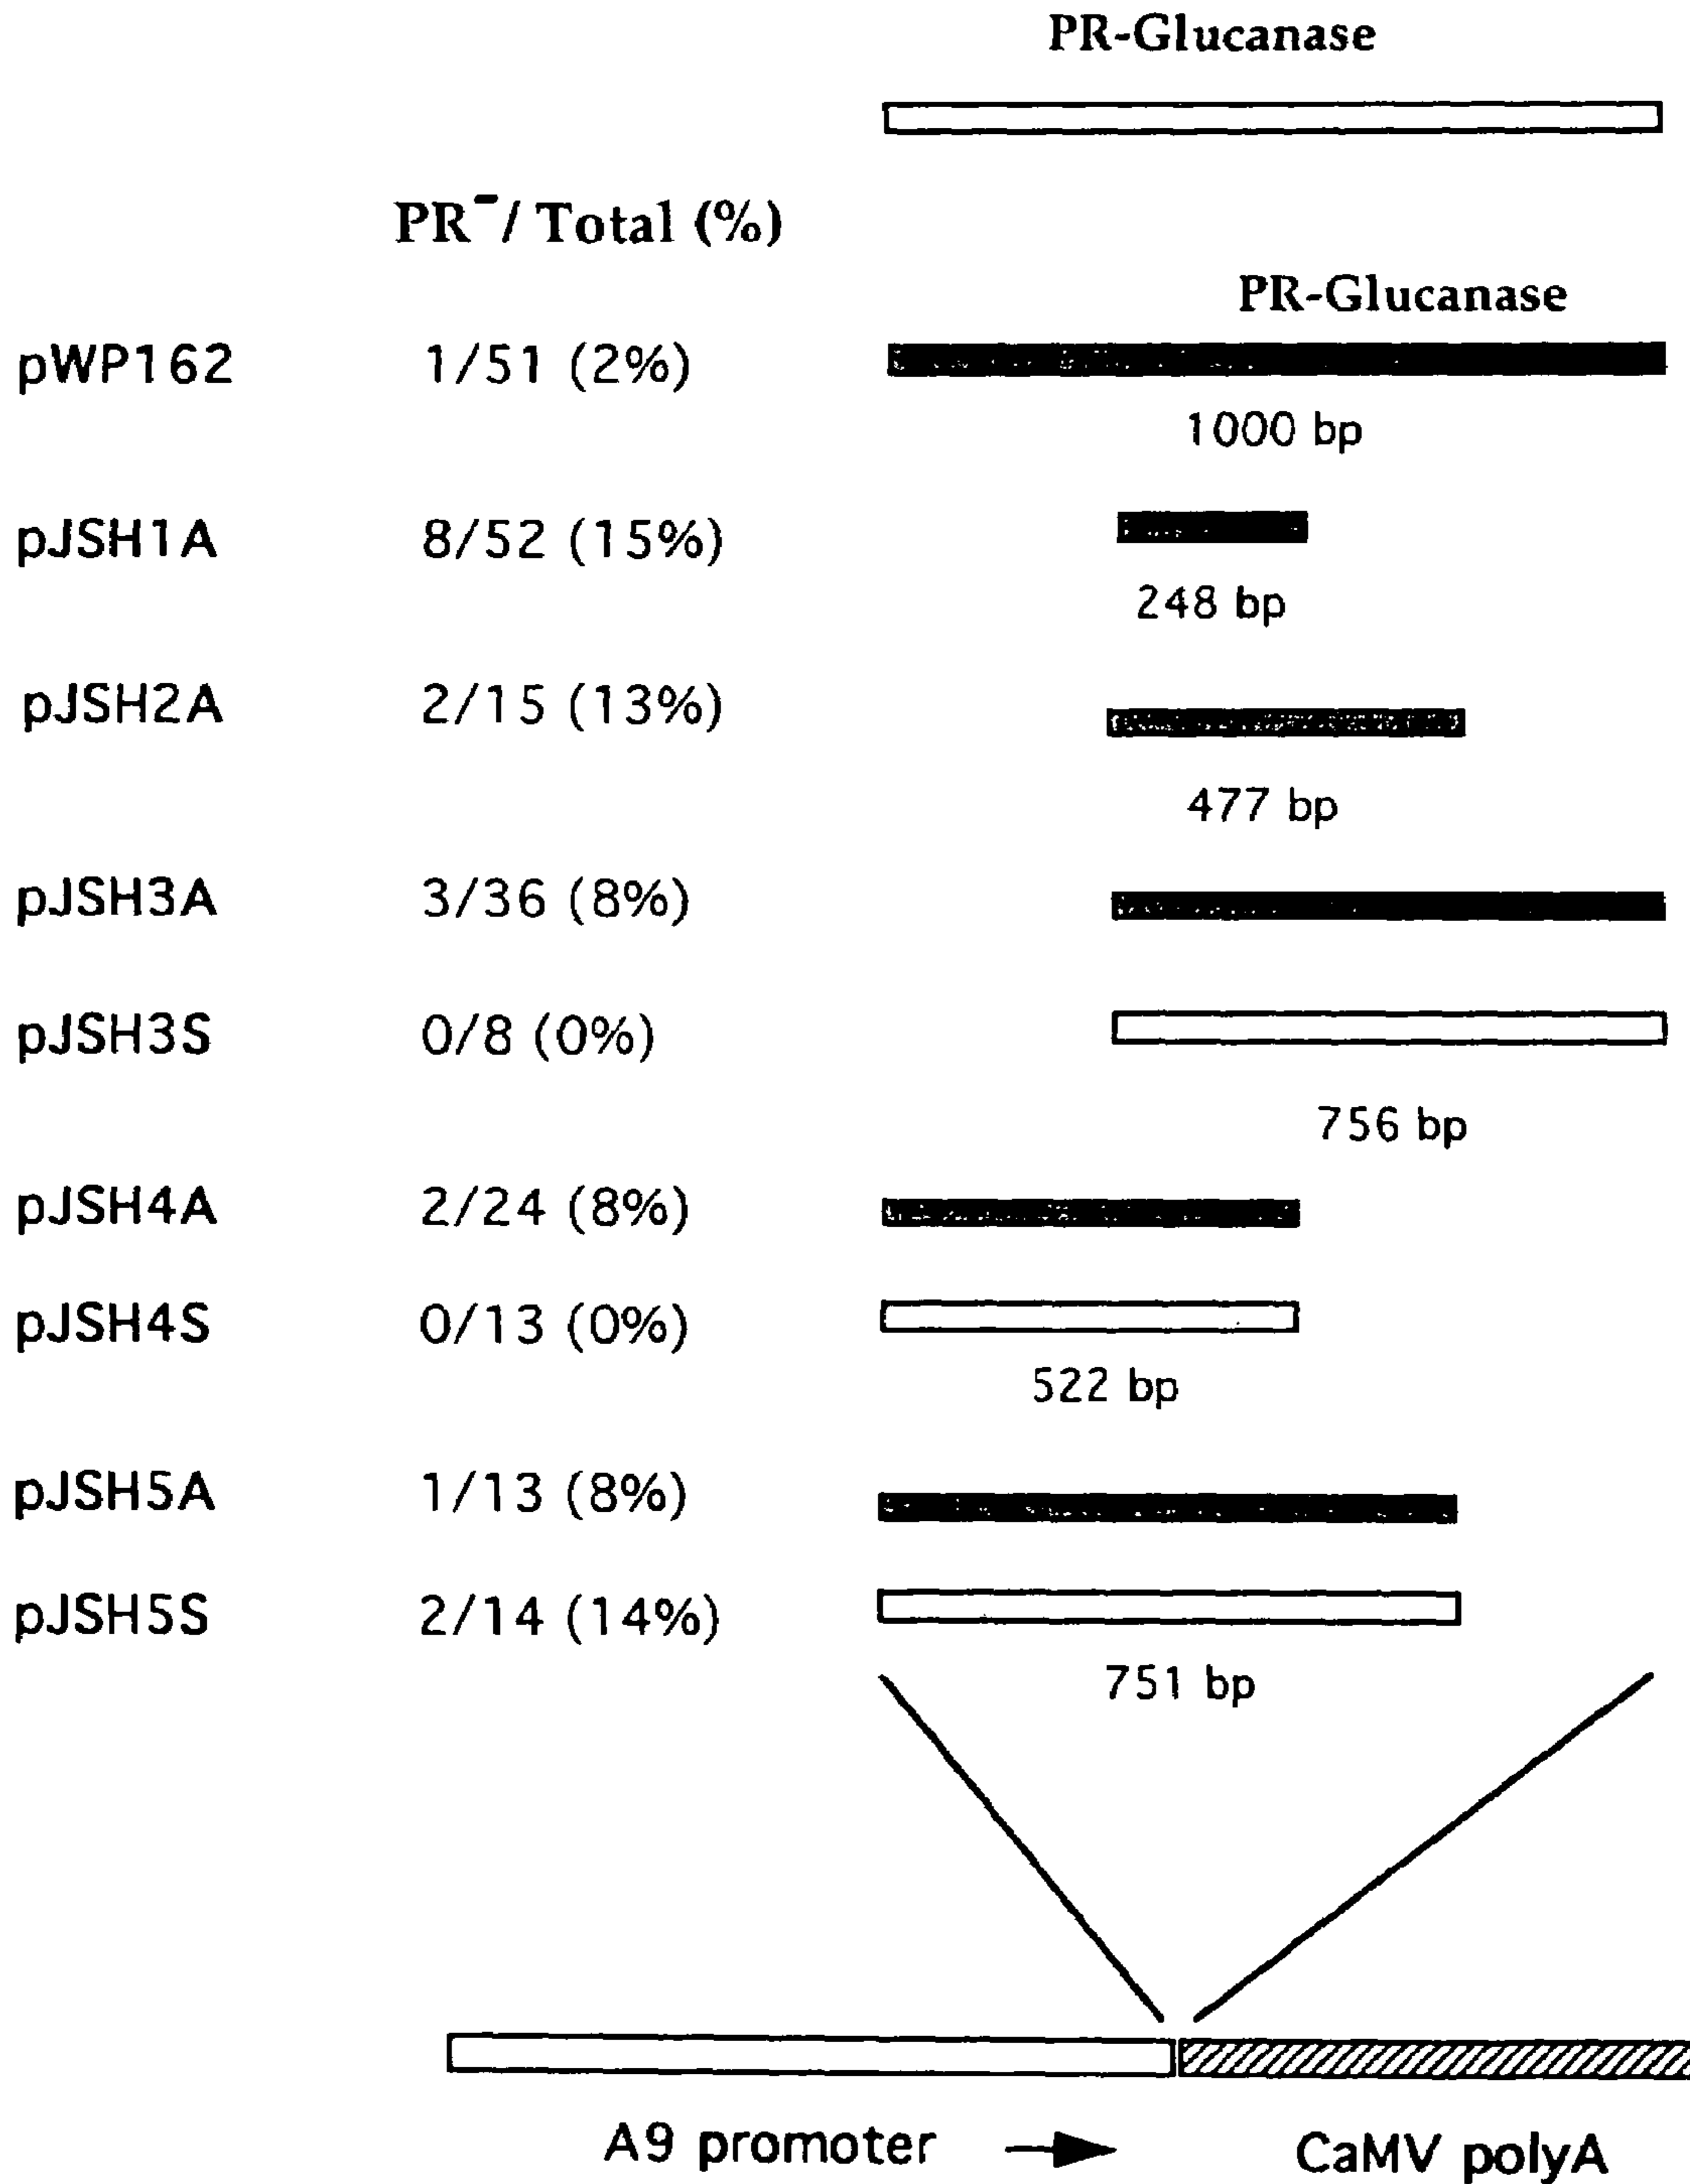 PR-Glucanase
PR⁻/ Total (%)
PR-Glucanase
pWP162 1/51 (2%)
1000 bp
pJSH1A 8/52 (15%)
248 bp
pJSH2A 2/15 (13%)
477 bp
pJSH3A 3/36 (8%)
pJSH3S 0/8 (0%)
756 bp
pJSH4A 2/24 (8%)
pJSH4S 0/13 (0%)
522 bp
pJSH5A 1/13 (8%)
pJSH5S 2/14 (14%)
751 bp
A9 promoter → CaMV polyA